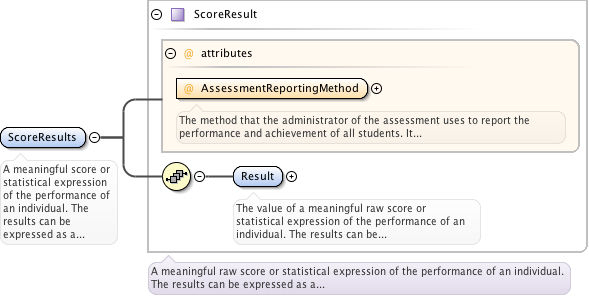 ScoreResult
@ attributes
@ AssessmentReportingMethod
The method that the administrator of the assessment uses to report the
performance and achievement of all students. It...
ScoreResults
A meaningful score or
statistical expression
of the performance of
an individual. The
results can be
expressed as a...
Result
The value of a meaningful raw score or
statistical expression of the performance of an
individual. The results can be...
A meaningful raw score or statistical expression of the performance of an individual.
The results can be expressed as a...